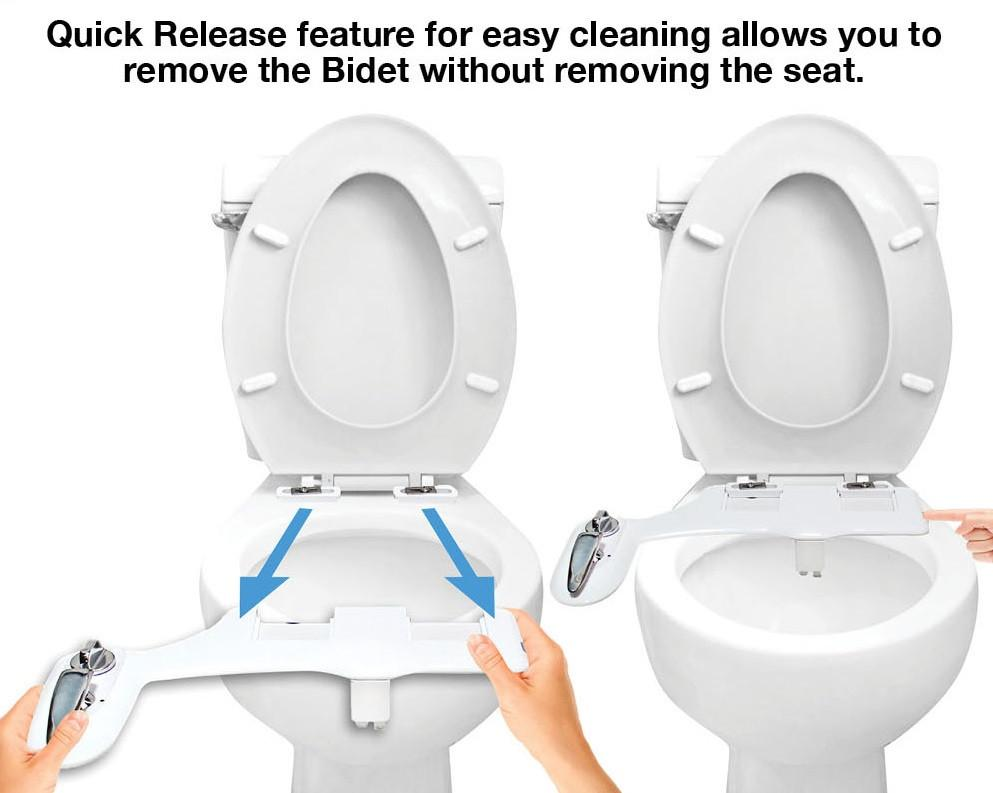 Quick Release feature for easy cleaning allows you to
remove the Bidet without removing the seat.